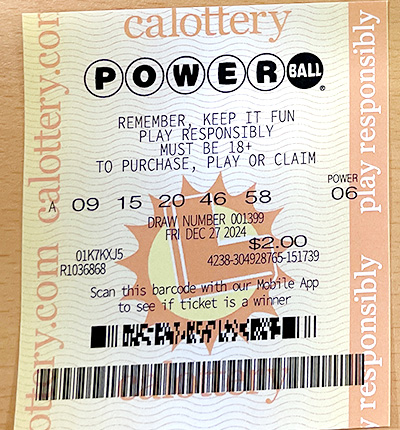 calottery
POWERBALL
REMEMBER, KEEP IT FUN
PLAY RESPONSIBLY
MUST BE 18+
TO PURCHASE, PLAY OR CLAIM
POWER
A 09 15 20 46 58 06
DRAW NUMBER 001399
FRI DEC 27 2024
$2.00
01K7KXJ5
R1036868
4238-304928765-151739
Scan this barcode with our Mobile App
to see if ticket is a winner
calottery
ottery.com calottery.com
play responsibly
y responsibly